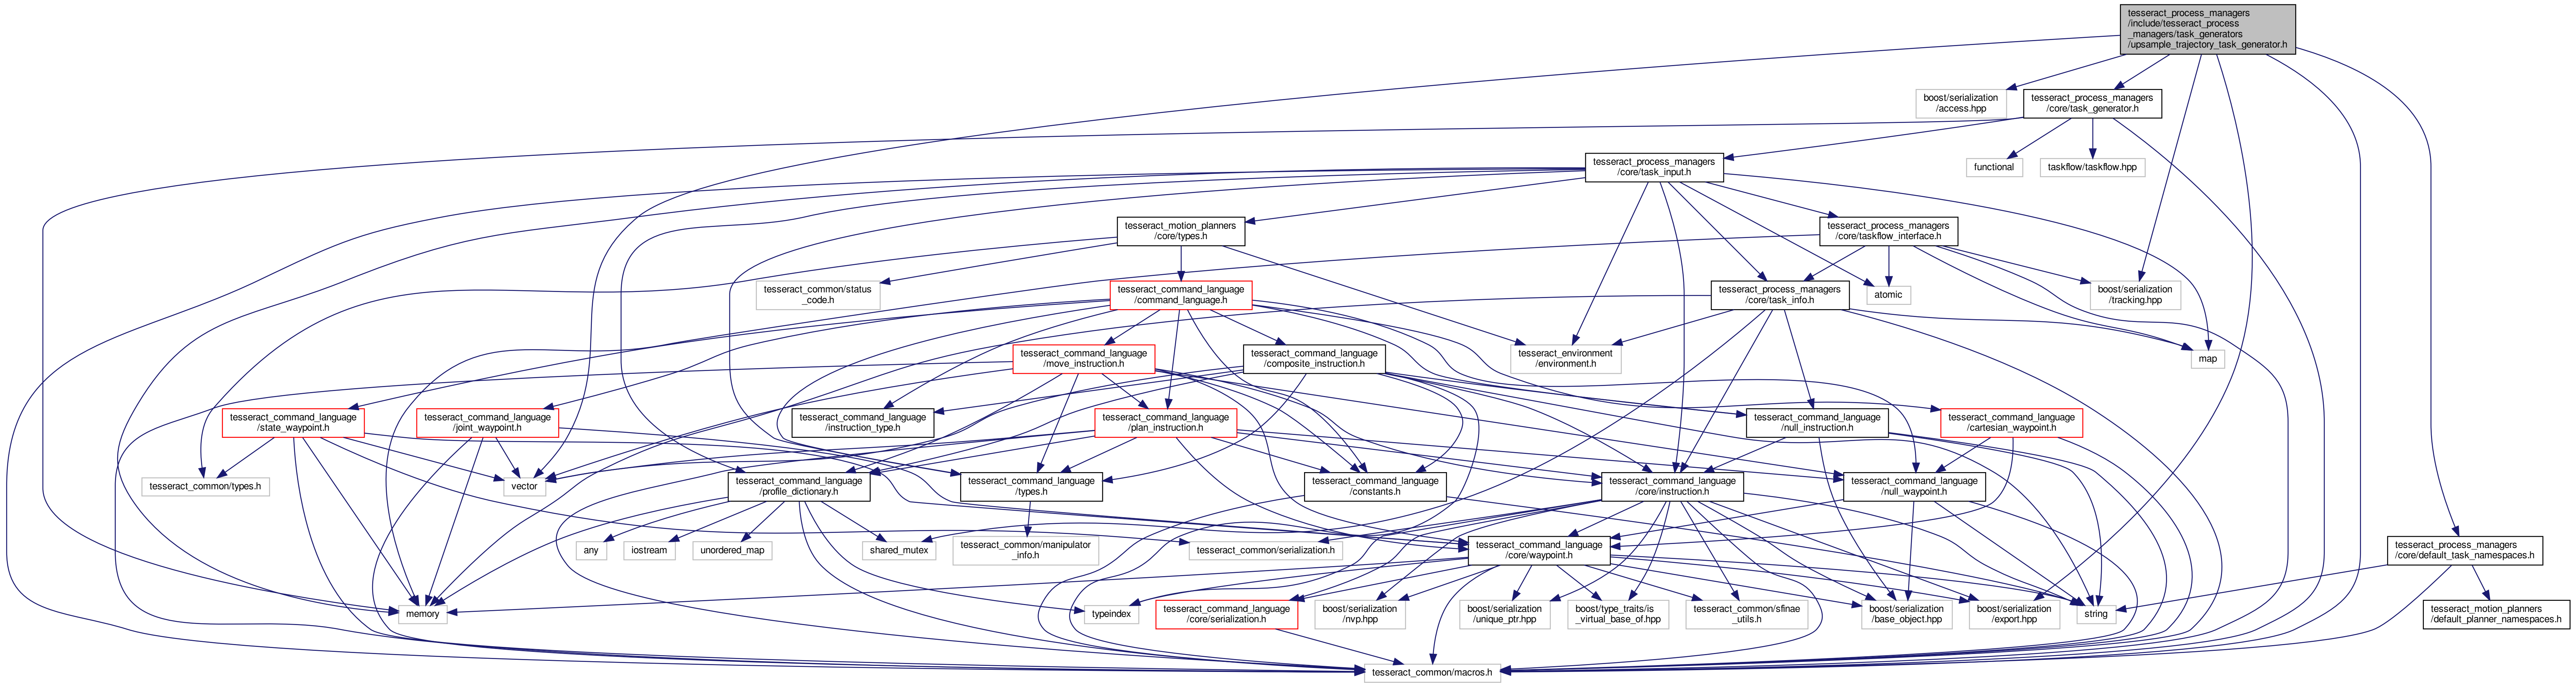 tesseract_process_managers
/include/tesseract_process
_managers/task_generators
/upsample_trajectory_task_generator.h
boost/serialization
/access.hpp
tesseract_process_managers
/core/task_generator.h
tesseract_process_managers
/core/task_input.h
functional
taskflow/taskflow.hpp
tesseract_motion_planners
/core/types.h
tesseract_process_managers
/core/taskflow_interface.h
tesseract_common/status
_code.h
tesseract_command_language
/command_language.h
tesseract_process_managers
/core/task_info.h
atomic
boost/serialization
/tracking.hpp
tesseract_command_language
/move_instruction.h
tesseract_command_language
/composite_instruction.h
tesseract_environment
/environment.h
map
tesseract_command_language
/state_waypoint.h
tesseract_command_language
/joint_waypoint.h
tesseract_command_language
/instruction_type.h
tesseract_command_language
/plan_instruction.h
tesseract_command_language
/null_instruction.h
tesseract_command_language
/cartesian_waypoint.h
tesseract_common/types.h
vector
tesseract_command_language
/profile_dictionary.h
tesseract_command_language
/types.h
tesseract_command_language
/constants.h
tesseract_command_language
/core/instruction.h
tesseract_command_language
/null_waypoint.h
any
iostream
unordered_map
shared_mutex
tesseract_common/manipulator
_info.h
tesseract_common/serialization.h
tesseract_command_language
/core/waypoint.h
tesseract_process_managers
/core/default_task_namespaces.h
memory
typeindex
tesseract_command_language
/core/serialization.h
boost/serialization
/nvp.hpp
boost/serialization
/unique_ptr.hpp
boost/type_traits/is
_virtual_base_of.hpp
tesseract_common/sfinae
_utils.h
boost/serialization
/base_object.hpp
boost/serialization
/export.hpp
string
tesseract_motion_planners
/default_planner_namespaces.h
tesseract_common/macros.h